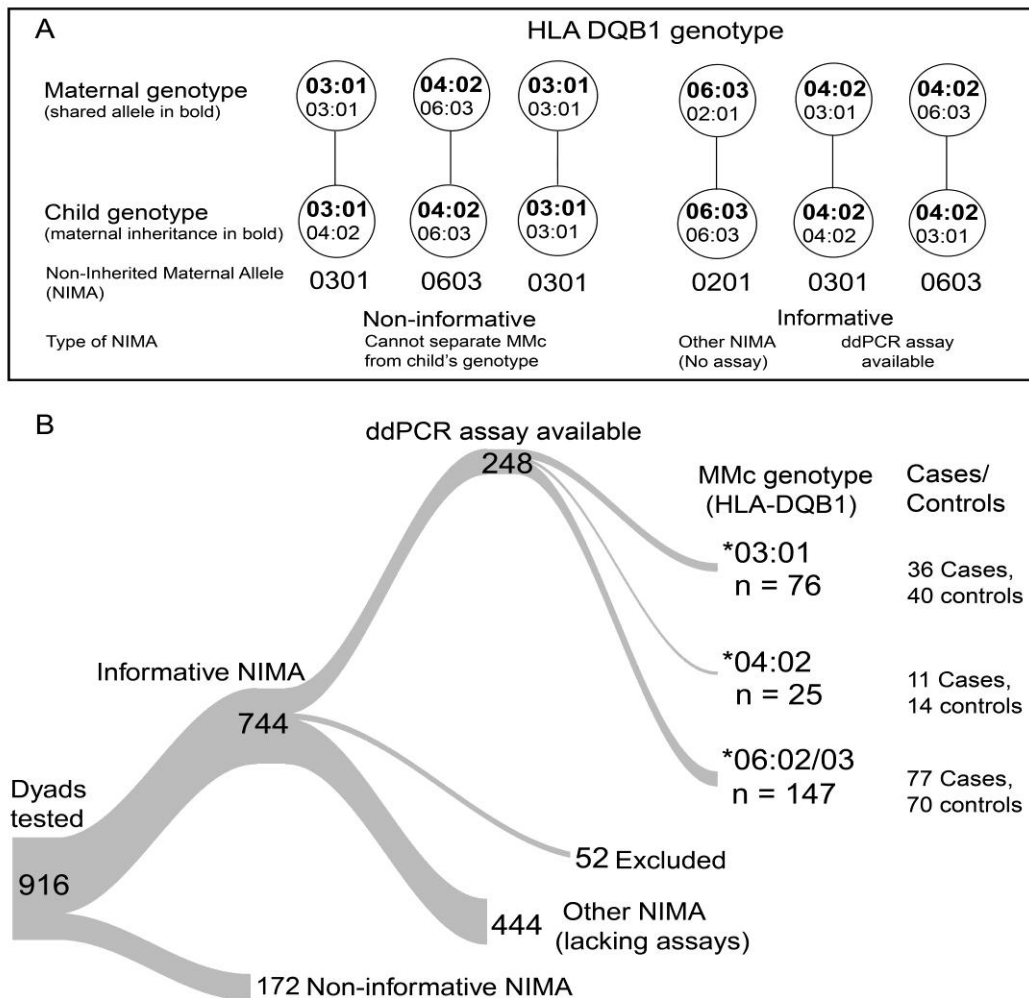 A
HLA DQB1 genotype
Maternal genotype
(shared allele in bold)
03:01
03:01
04:02
06:03
03:01
03:01
06:03
02:01
04:02
03:01
04:02
06:03
Child genotype
(maternal inheritance in bold)
03:01
04:02
04:02
06:03
03:01
03:01
06:03
06:03
04:02
04:02
04:02
03:01
Non-Inherited Maternal Allele
(NIMA)
0301 0603 0301 0201 0301 0603
Type of NIMA
Non-informative
Cannot separate MMc
from child's genotype
Informative
Other NIMA
(No assay)
ddPCR assay
available
B
ddPCR assay available
248
MMc genotype
(HLA-DQB1)
Cases/
Controls
*03:01
n = 76
36 Cases,
40 controls
*04:02
n = 25
11 Cases,
14 controls
*06:02/03
n = 147
77 Cases,
70 controls
Informative NIMA
744
Dyads
tested
916
52 Excluded
444
Other NIMA
(lacking assays)
172 Non-informative NIMA